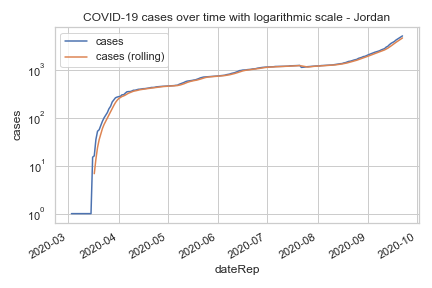 COVID-19 cases over time with logarithmic scale - Jordan
cases
cases (rolling)
10³
10²
10¹
10⁰
cases
2020-03
2020-04
2020-05
2020-06
2020-07
2020-08
2020-09
2020-10
dateRep